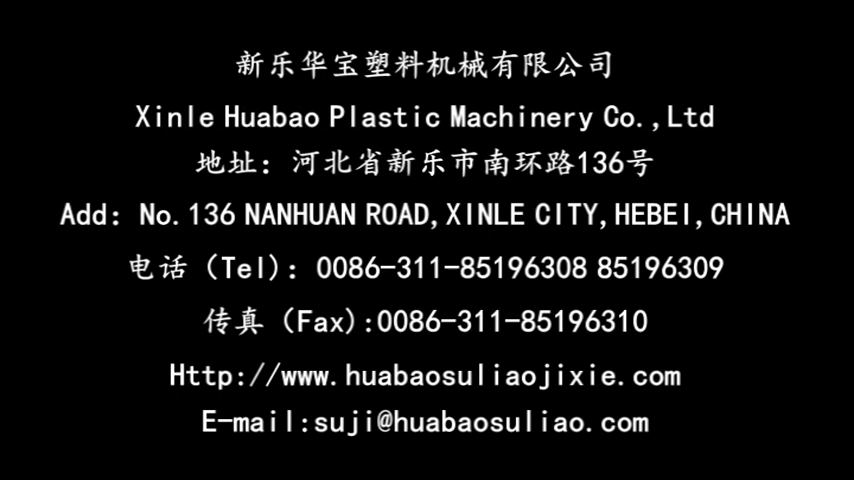 新乐华宝塑料机械有限公司
Xinle Huabao Plastic Machinery Co.,Ltd
地址：河北省新乐市南环路136号
Add: No.136 NANHUAN ROAD,XINLE CITY,HEBEI,CHINA
电话（Tel）：0086-311-85196308 85196309
传真（Fax):0086-311-85196310
Http://www.huabaosuliaojixie.com
E-mail:suji@huabaosuliao.com